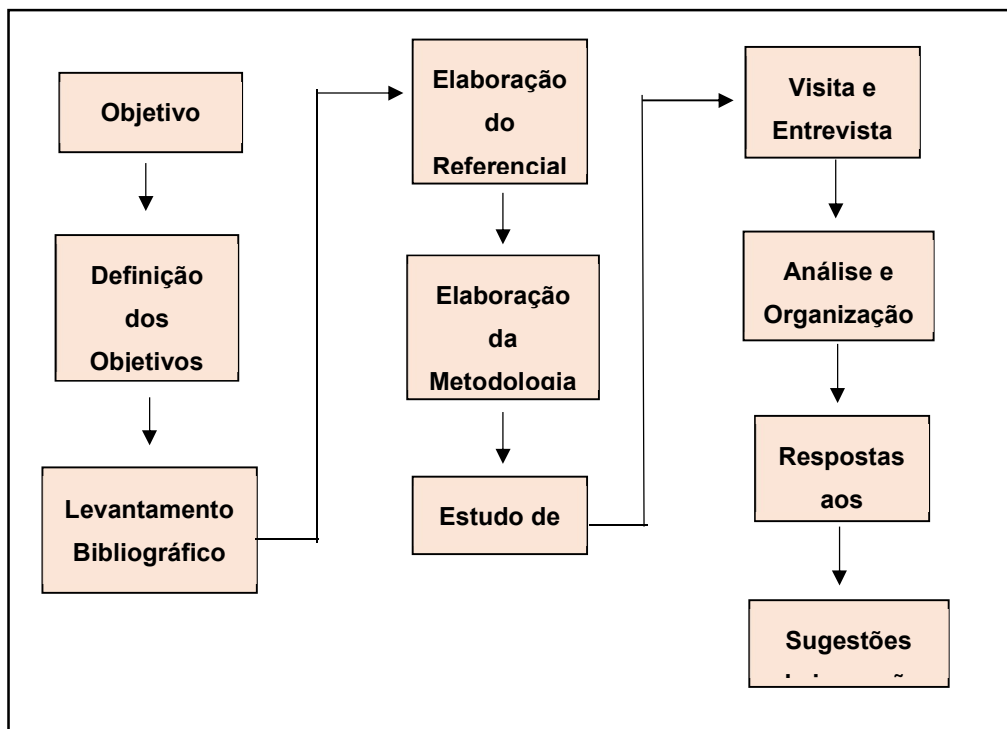 Objetivo
Definição
dos
Objetivos
Levantamento
Bibliográfico
Elaboração
do
Referencial
Elaboração
da
Metodologia
Estudo de
Visita e
Entrevista
Análise e
Organização
Respostas
aos
Sugestões